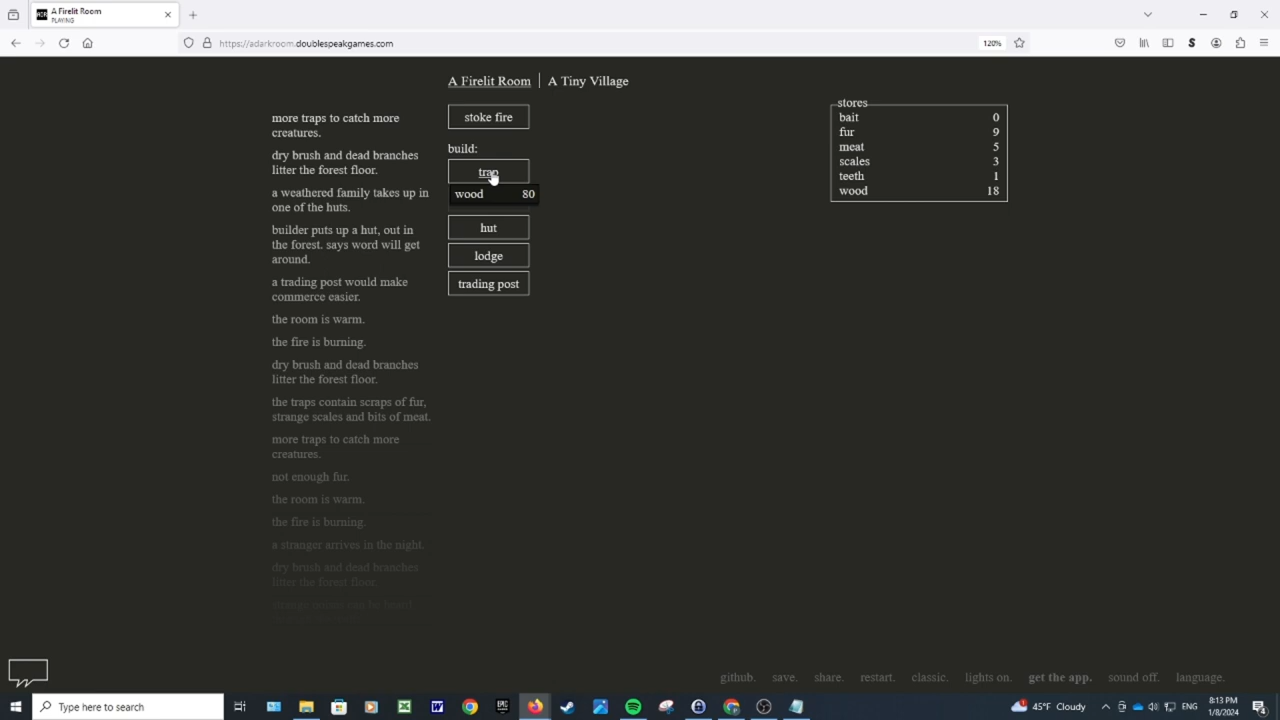 A Firelit Room
PLAYING
https://adarkroom.doublespeakgames.com
120%
A Firelit Room | A Tiny Village
more traps to catch more
creatures.
dry brush and dead branches
litter the forest floor.
a weathered family takes up in
one of the huts.
builder puts up a hut, out in
the forest. says word will get
around.
a trading post would make
commerce easier.
the room is warm.
the fire is burning.
dry brush and dead branches
litter the forest floor.
the traps contain scraps of fur,
strange scales and bits of meat.
more traps to catch more
creatures.
not enough fur.
the room is warm.
the fire is burning.
a stranger arrives in the night.
dry brush and dead branches
litter the forest floor.
stoke fire
build:
trap
wood 80
hut
lodge
trading post
stores
bait 0
fur 9
meat 5
scales 3
teeth 1
wood 18
github. save. share. restart. classic. lights on. get the app. sound off. language.
Type here to search
45°F Cloudy
ENG
8:13 PM
1/8/2024